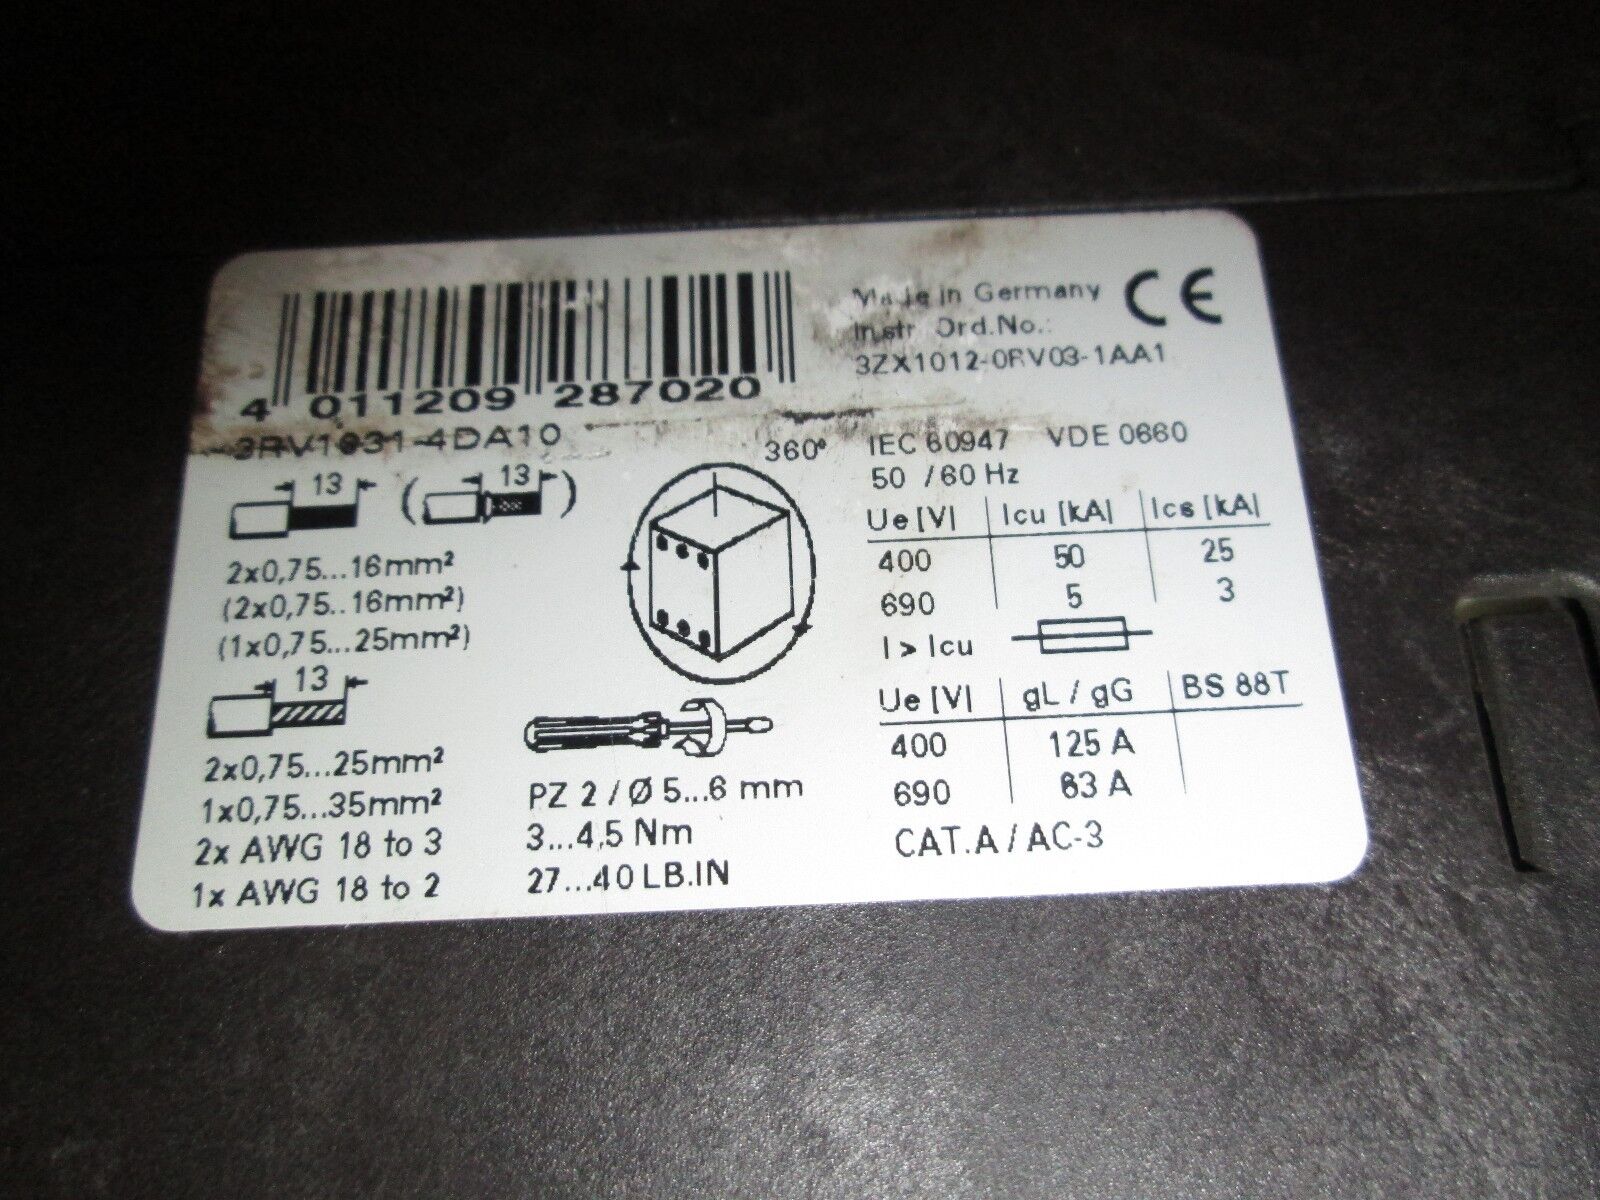 4 011209 287020
Made in Germany CE
Instr. Ord.No.:
3ZX1012-0RV03-1AA1
3RV1031-4DA10
13 (13)
2x0,75...16mm²
(2x0,75..16mm²)
(1x0,75...25mm²)
13
2x0,75...25mm²
1x0,75...35mm²
2x AWG 18 to 3
1x AWG 18 to 2
360°
PZ 2 / Ø 5...6 mm
3...4,5 Nm
27...40 LB.IN
IEC 60947 VDE 0660
50 /60 Hz
Ue [V] Icu [kA] Ics [kA]
400 50 25
690 5 3
I > Icu
Ue [V] gL / gG BS 88T
400 125 A
690 63 A
CAT.A / AC-3